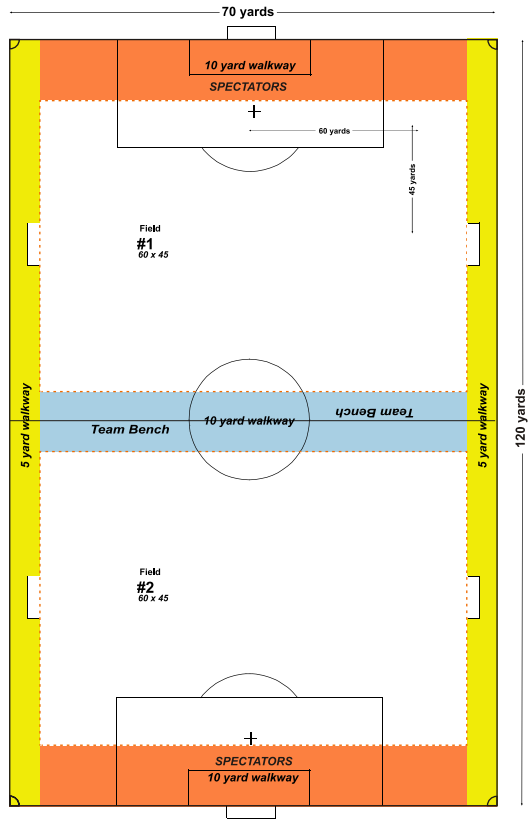 70 yards
10 yard walkway
SPECTATORS
60 yards
45 yards
Field
#1
60 x 45
5 yard walkway
Team Bench
10 yard walkway
Team Bench
5 yard walkway
120 yards
Field
#2
60 x 45
SPECTATORS
10 yard walkway